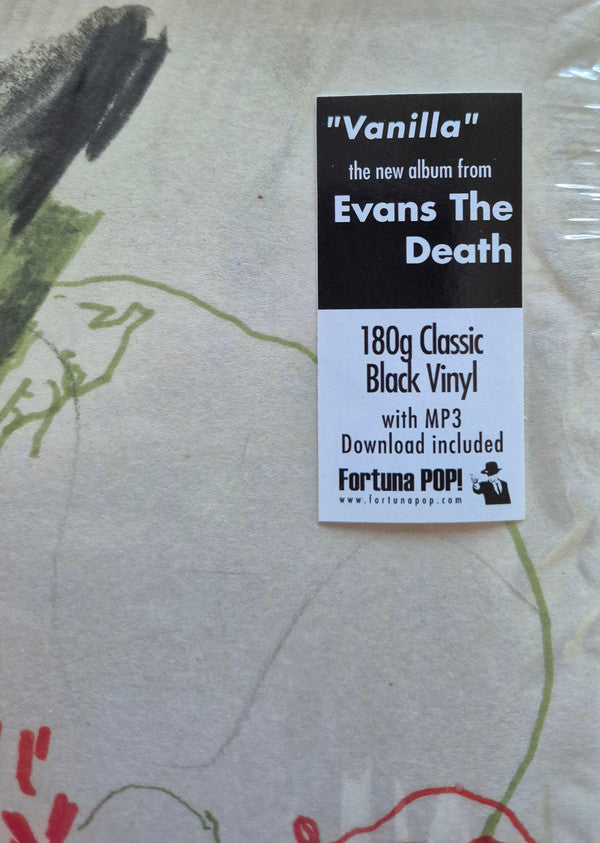 "Vanilla"
the new album from
Evans The
Death
180g Classic
Black Vinyl
with MP3
Download included
Fortuna POP!
www.fortunapop.com